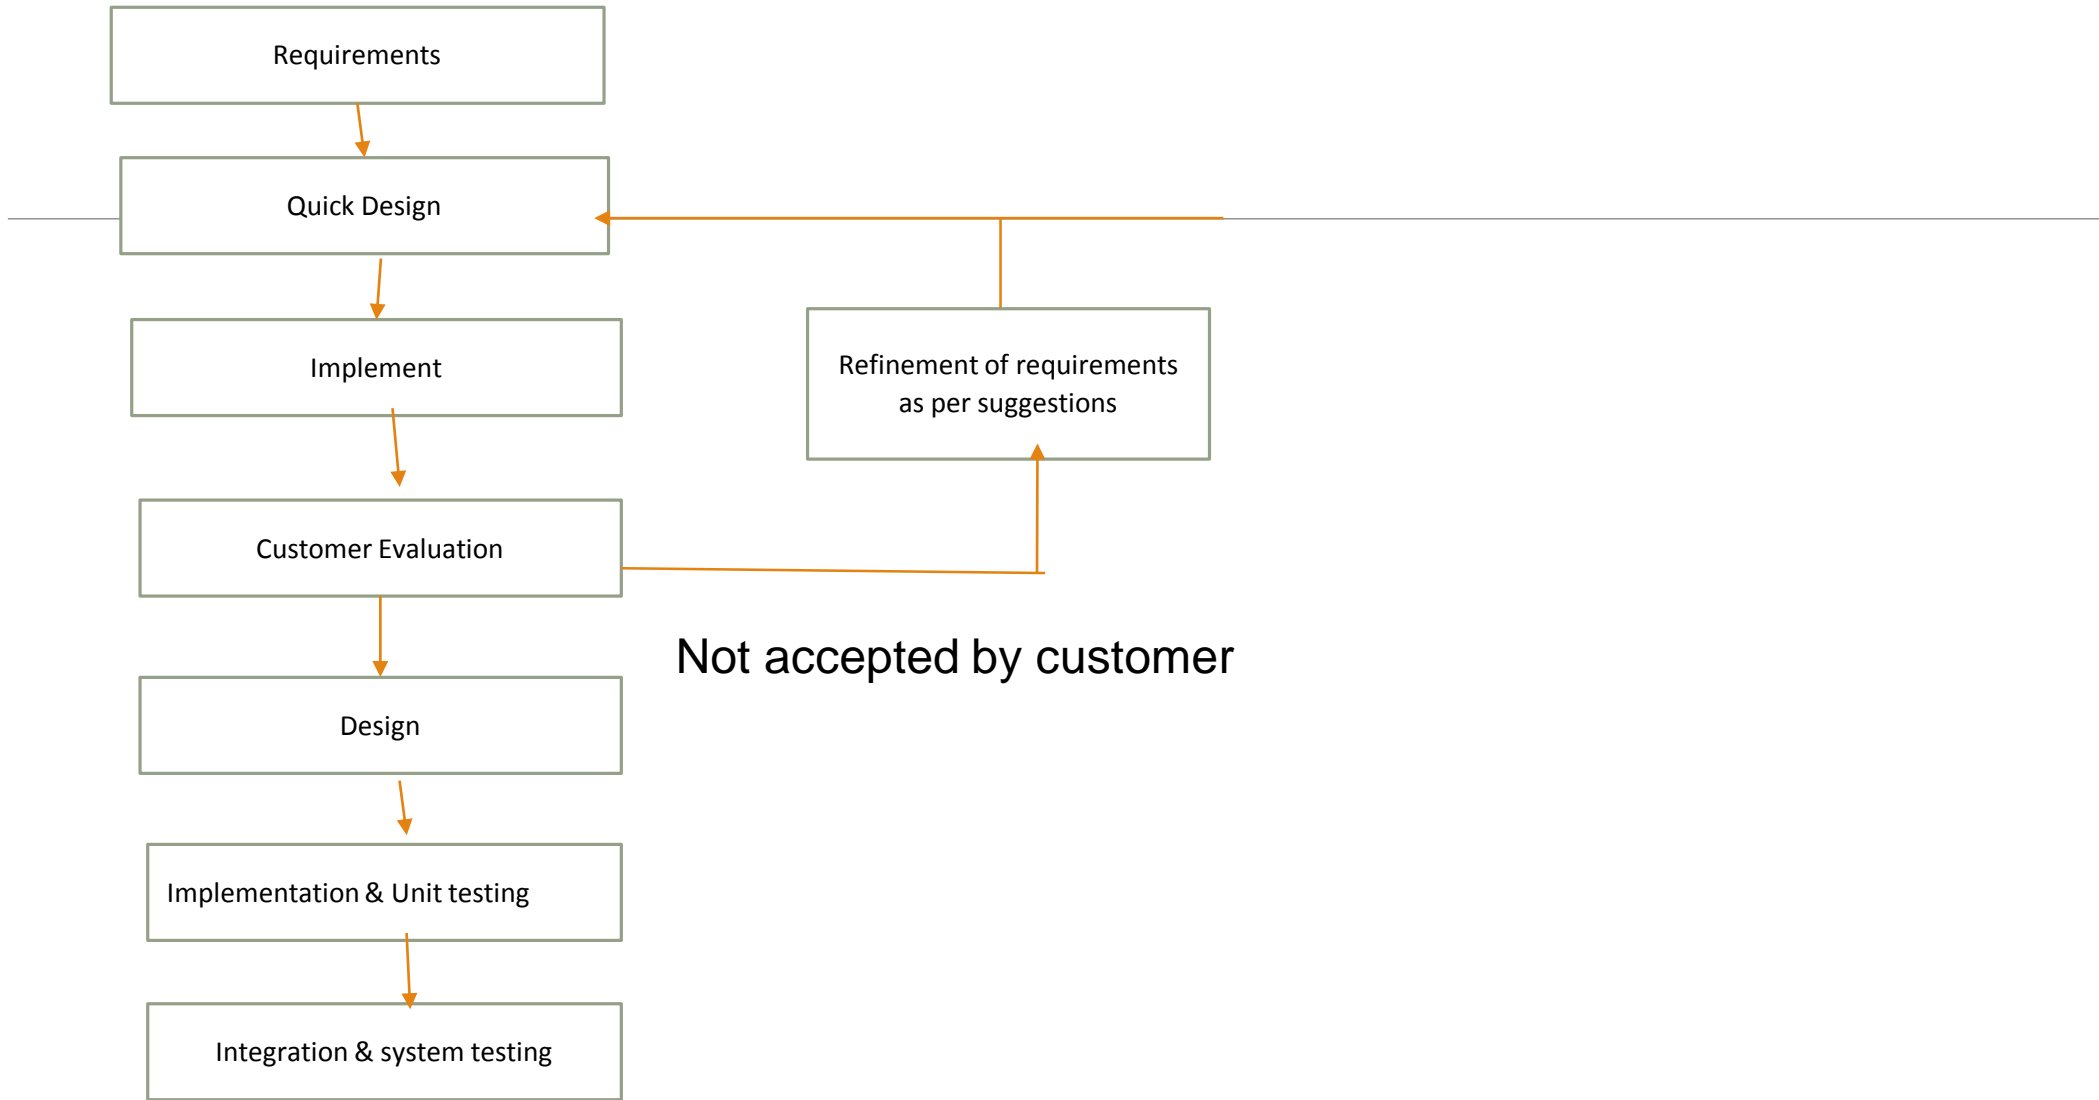 Requirements
Quick Design
Implement
Refinement of requirements
as per suggestions
Customer Evaluation
Not accepted by customer
Design
Implementation & Unit testing
Integration & system testing